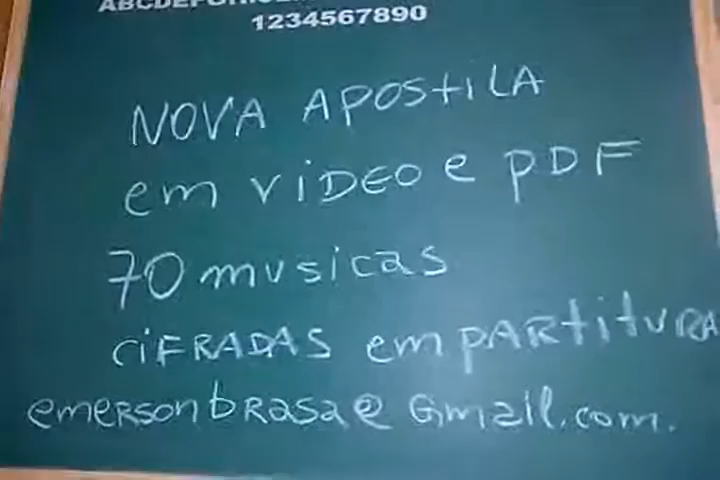 1234567890
NOVA APOStiLA
em ViDEO e PDF
70 musicas
CiFRADAS em PARtituRA
emersonbrasa@Gmail.com.